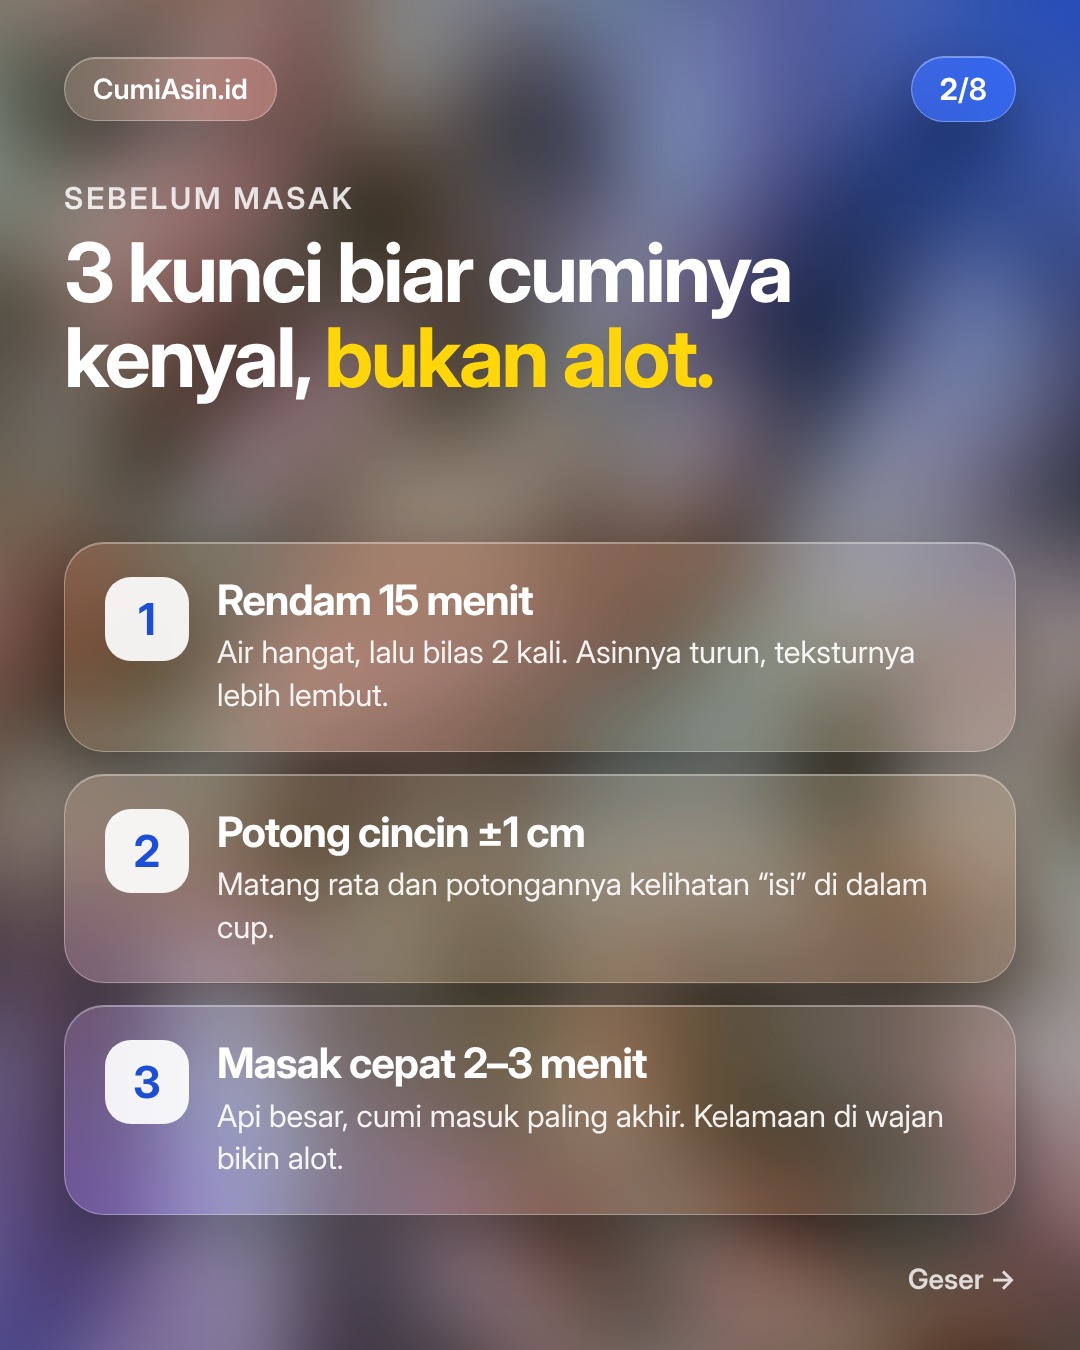 CumiAsin.id
2/8
SEBELUM MASAK
3 kunci biar cuminya
kenyal, bukan alot.
1
Rendam 15 menit
Air hangat, lalu bilas 2 kali. Asinnya turun, teksturnya
lebih lembut.
2
Potong cincin ±1 cm
Matang rata dan potongannya kelihatan “isi” di dalam
cup.
3
Masak cepat 2–3 menit
Api besar, cumi masuk paling akhir. Kelamaan di wajan
bikin alot.
Geser →